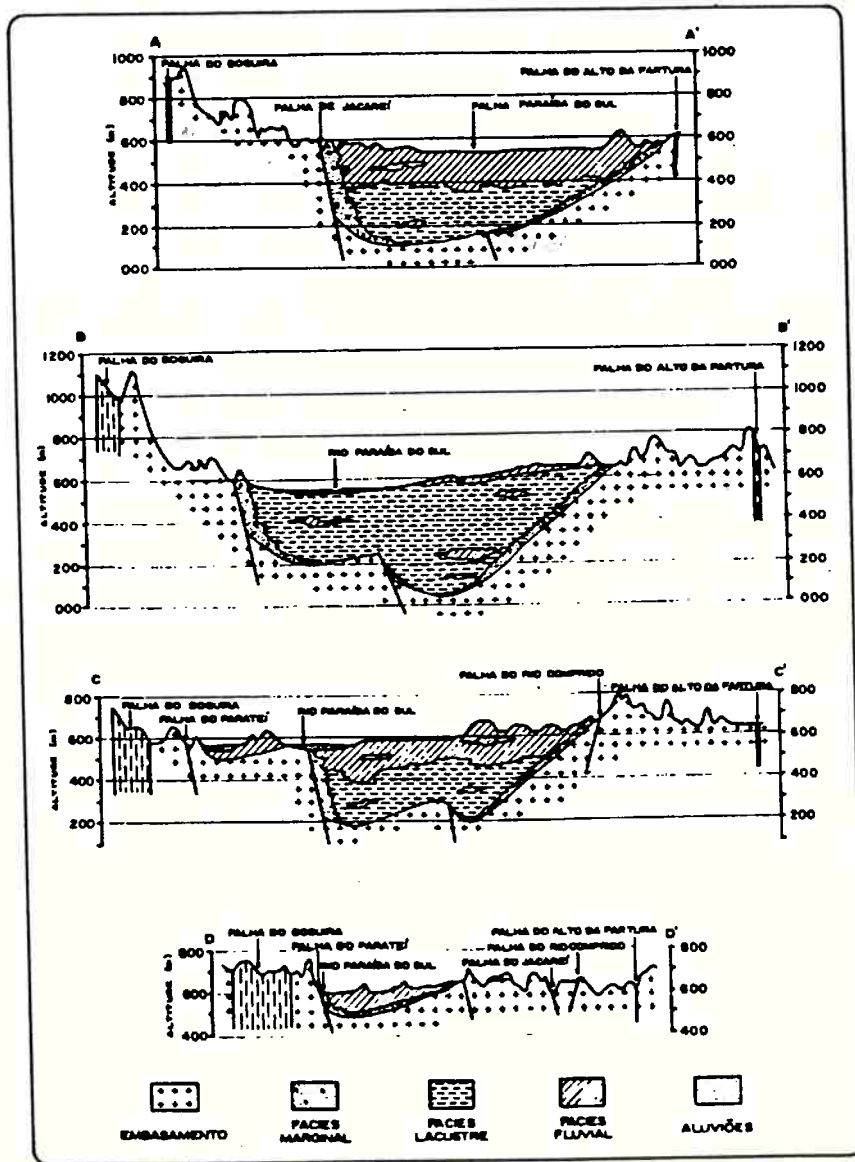 A A'
FALHA DO BOQUIRA FALHA DO ALTO DA FARTURA
FALHA DE JACAREÍ FALHA PARAÍBA DO SUL
1000 1000
800 800
600 600
400 400
200 200
000 000
ALTITUDE (m)
B B'
1200 1200
FALHA DO BOQUIRA FALHA DO ALTO DA FARTURA
1000 1000
800 800
RIO PARAÍBA DO SUL
600 600
400 400
200 200
000 000
ALTITUDE (m)
FALHA DO RIO COMPRIDO
C C'
FALHA DO BOQUIRA RIO PARAÍBA DO SUL FALHA DO ALTO DA FARTURA
FALHA DO PARATEÍ
800 800
600 600
400 400
200 200
ALTITUDE (m)
FALHA DO BOQUIRA FALHA DO ALTO DA FARTURA
D D'
FALHA DO PARATEÍ FALHA DO RIO COMPRIDO
RIO PARAÍBA DO SUL FALHA DO JACAREÍ
800 800
600 600
400 400
ALTITUDE (m)
EMBASAMENTO
FACIES MARGINAL
FACIES LACUSTRE
FACIES FLUVIAL
ALUVIÕES